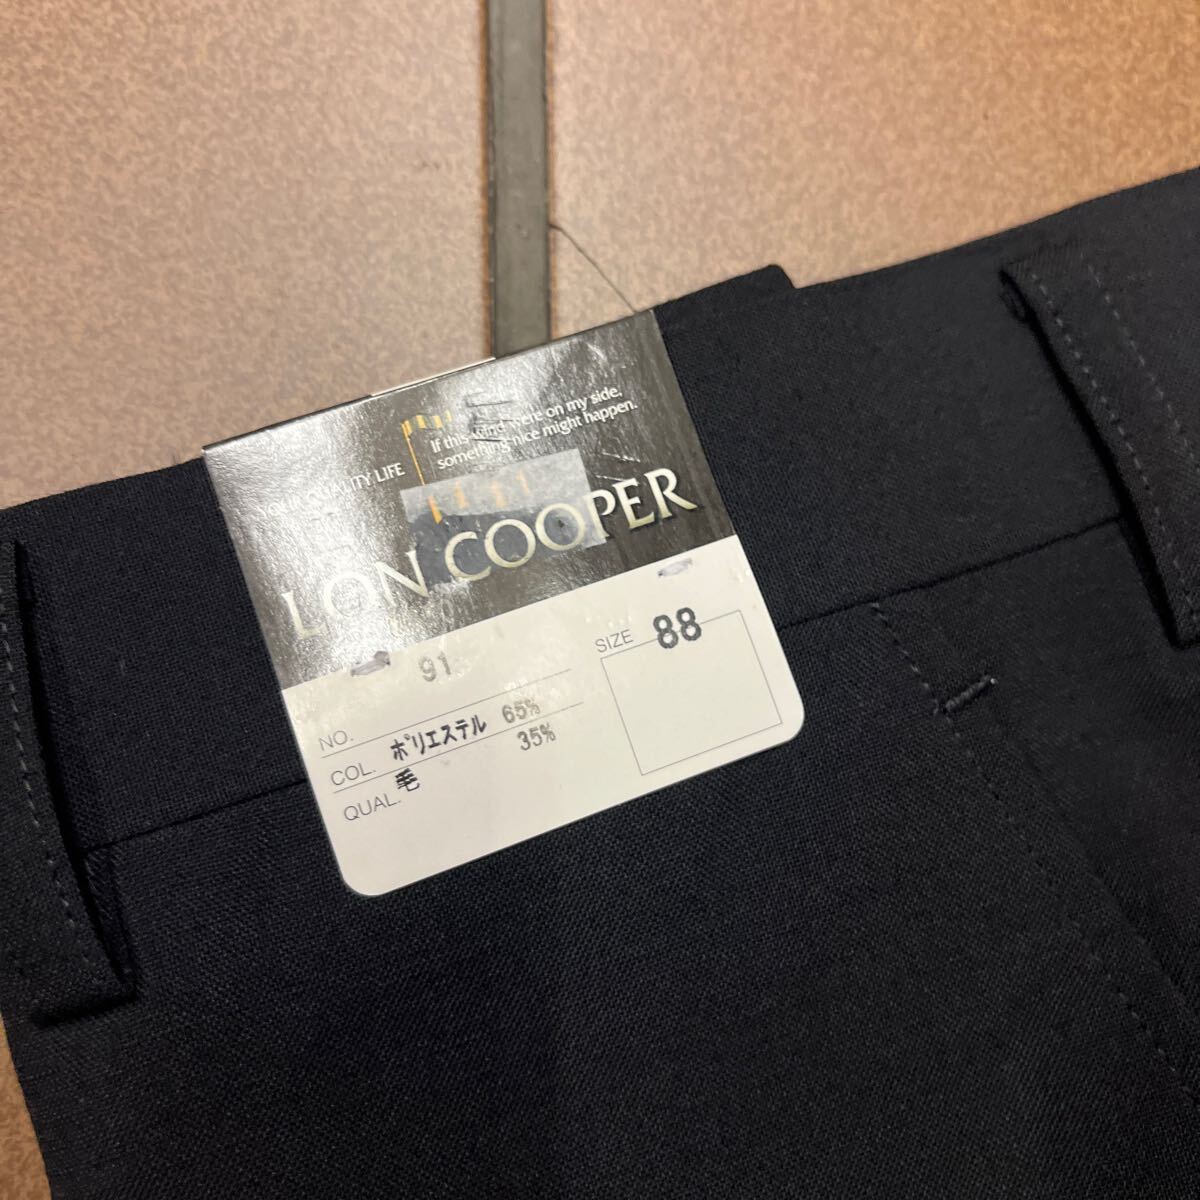 YOUR QUALITY LIFE
If this wind were on my side,
something nice might happen.
LON COOPER
91
NO.
COL. ポリエステル 65%
QUAL. 毛 35%
SIZE 88